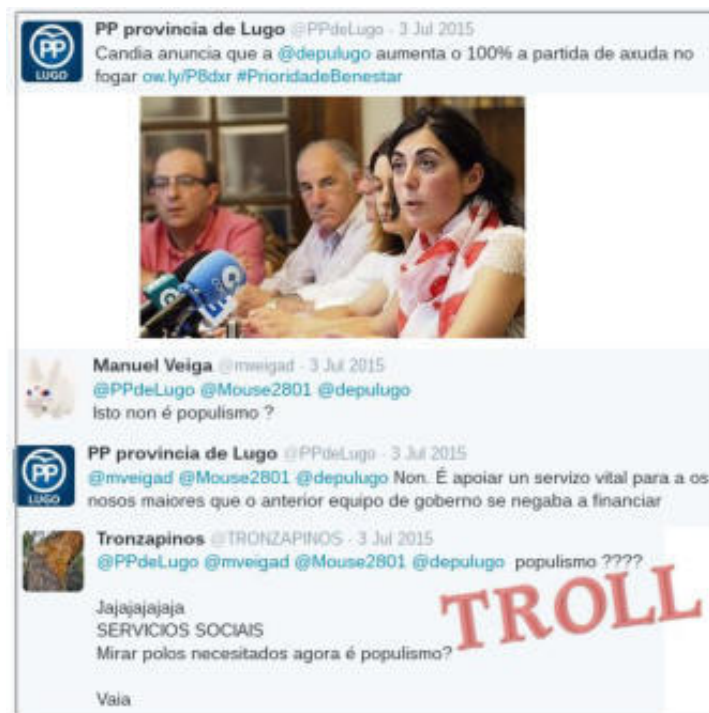 PP provincia de Lugo @PPdeLugo · 3 Jul 2015
Candia anuncia que a @depulugo aumenta o 100% a partida de axuda no
fogar ow.ly/P8dxr #PrioridadeBenestar
PP
LUGO
Manuel Veiga @mveigad · 3 Jul 2015
@PPdeLugo @Mouse2801 @depulugo
Isto non é populismo ?
PP provincia de Lugo @PPdeLugo · 3 Jul 2015
@mveigad @Mouse2801 @depulugo Non. É apoiar un servizo vital para a os
nosos maiores que o anterior equipo de goberno se negaba a financiar
PP
LUGO
Tronzapinos @TRONZAPINOS · 3 Jul 2015
@PPdeLugo @mveigad @Mouse2801 @depulugo populismo ????
Jajajajajaja
SERVICIOS SOCIAIS
Mirar polos necesitados agora é populismo?
Vaia
TROLL